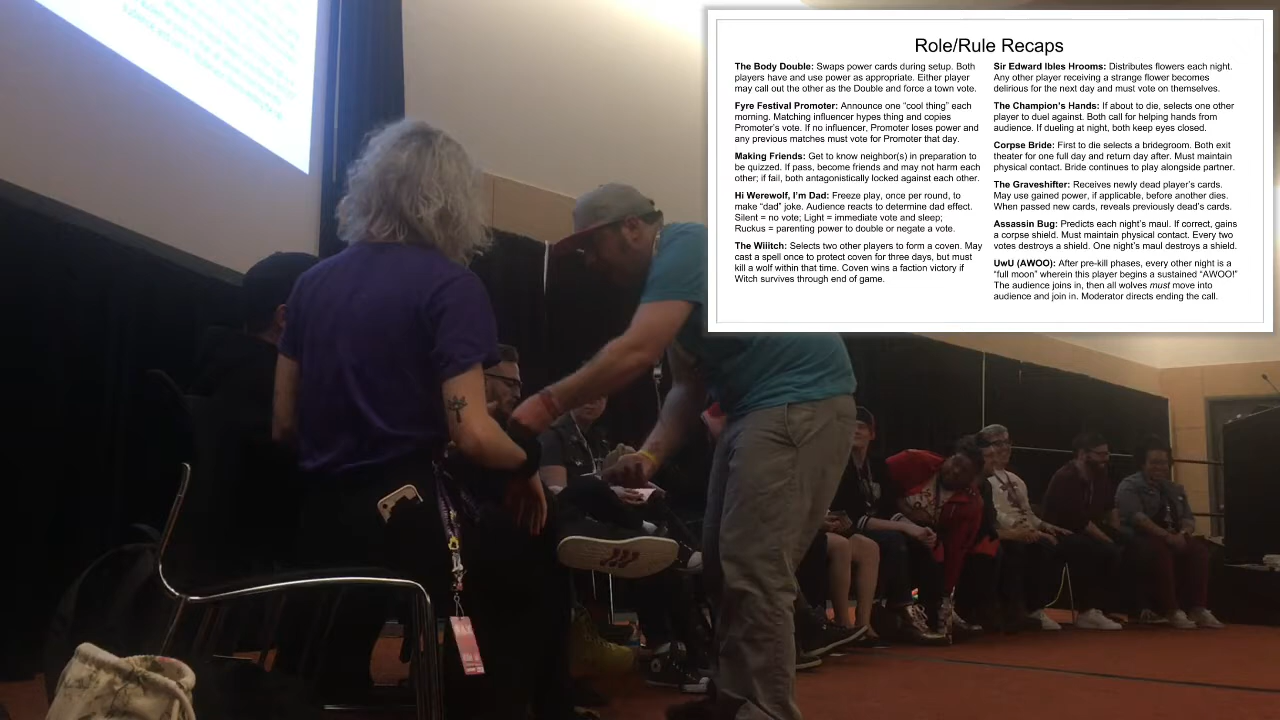 Role/Rule Recaps
The Body Double: Swaps power cards during setup. Both
players have and use power as appropriate. Either player
may call out the other as the Double and force a town vote.
Fyre Festival Promoter: Announce one “cool thing” each
morning. Matching influencer hypes thing and copies
Promoter's vote. If no influencer, Promoter loses power and
any previous matches must vote for Promoter that day.
Making Friends: Get to know neighbor(s) in preparation to
be quizzed. If pass, become friends and may not harm each
other; if fail, both antagonistically locked against each other.
Hi Werewolf, I'm Dad: Freeze play, once per round, to
make “dad” joke. Audience reacts to determine dad effect.
Silent = no vote; Light = immediate vote and sleep;
Ruckus = parenting power to double or negate a vote.
The Wiiitch: Selects two other players to form a coven. May
cast a spell once to protect coven for three days, but must
kill a wolf within that time. Coven wins a faction victory if
Witch survives through end of game.
Sir Edward Ibles Hrooms: Distributes flowers each night.
Any other player receiving a strange flower becomes
delirious for the next day and must vote on themselves.
The Champion's Hands: If about to die, selects one other
player to duel against. Both call for helping hands from
audience. If dueling at night, both keep eyes closed.
Corpse Bride: First to die selects a bridegroom. Both exit
theater for one full day and return day after. Must maintain
physical contact. Bride continues to play alongside partner.
The Graveshifter: Receives newly dead player's cards.
May use gained power, if applicable, before another dies.
When passed new cards, reveals previously dead's cards.
Assassin Bug: Predicts each night's maul. If correct, gains
a corpse shield. Must maintain physical contact. Every two
votes destroys a shield. One night's maul destroys a shield.
UwU (AWOO): After pre-kill phases, every other night is a
“full moon” wherein this player begins a sustained “AWOO!”
The audience joins in, then all wolves must move into
audience and join in. Moderator directs ending the call.